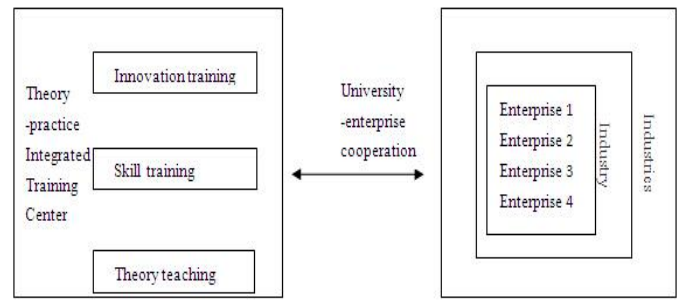 Theory
-practice
Integrated
Training
Center
Innovation training
Skill training
Theory teaching
University
-enterprise
cooperation
Enterprise 1
Enterprise 2
Enterprise 3
Enterprise 4
Industry
Industries